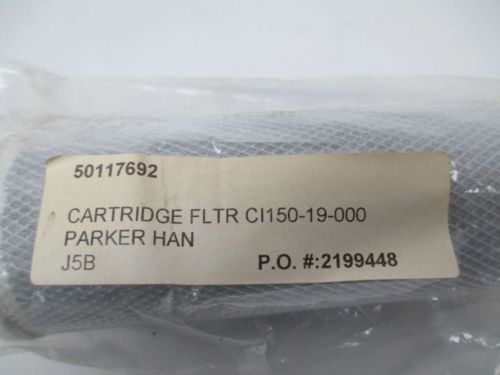 50117692
CARTRIDGE FLTR CI150-19-000
PARKER HAN
J5B P.O. #:2199448